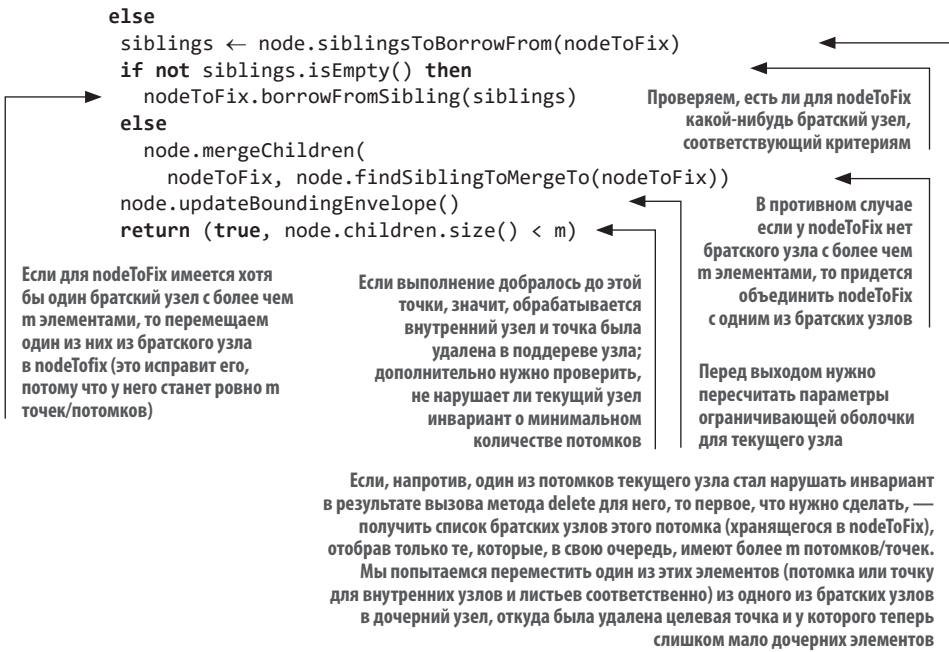 else
siblings ← node.siblingsToBorrowFrom(nodeToFix)
if not siblings.isEmpty() then
nodeToFix.borrowFromSibling(siblings)
else
node.mergeChildren(
nodeToFix, node.findSiblingToMergeTo(nodeToFix))
node.updateBoundingEnvelope()
return (true, node.children.size() < m)
Проверяем, есть ли для nodeToFix
какой-нибудь братский узел,
соответствующий критериям
В противном случае
если у nodeToFix нет
братского узла с более чем
m элементами, то придется
объединить nodeToFix
с одним из братских узлов
Если для nodeToFix имеется хотя
бы один братский узел с более чем
m элементами, то перемещаем
один из них из братского узла
в nodeTofix (это исправит его,
потому что у него станет ровно m
точек/потомков)
Если выполнение добралось до этой
точки, значит, обрабатывается
внутренний узел и точка была
удалена в поддереве узла;
дополнительно нужно проверить,
не нарушает ли текущий узел
инвариант о минимальном
количестве потомков
Перед выходом нужно
пересчитать параметры
ограничивающей оболочки
для текущего узла
Если, напротив, один из потомков текущего узла стал нарушать инвариант
в результате вызова метода delete для него, то первое, что нужно сделать, —
получить список братских узлов этого потомка (хранящегося в nodeToFix),
отобрав только те, которые, в свою очередь, имеют более m потомков/точек.
Мы попытаемся переместить один из этих элементов (потомка или точку
для внутренних узлов и листьев соответственно) из одного из братских узлов
в дочерний узел, откуда была удалена целевая точка и у которого теперь
слишком мало дочерних элементов